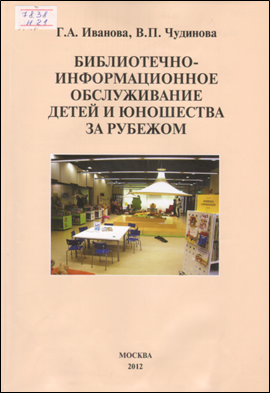 Г.А. Иванова, В.П. Чудинова
БИБЛИОТЕЧНО-
ИНФОРМАЦИОННОЕ
ОБСЛУЖИВАНИЕ
ДЕТЕЙ И ЮНОШЕСТВА
ЗА РУБЕЖОМ
МОСКВА
2012